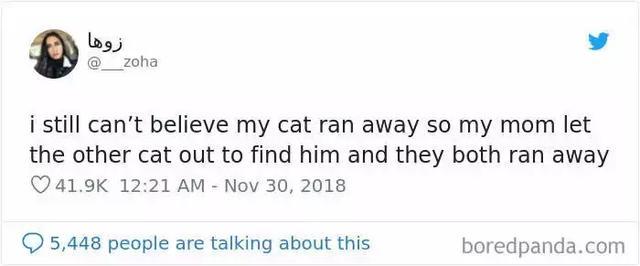 زوها
@___zoha
i still can’t believe my cat ran away so my mom let
the other cat out to find him and they both ran away
41.9K 12:21 AM - Nov 30, 2018
5,448 people are talking about this
boredpanda.com